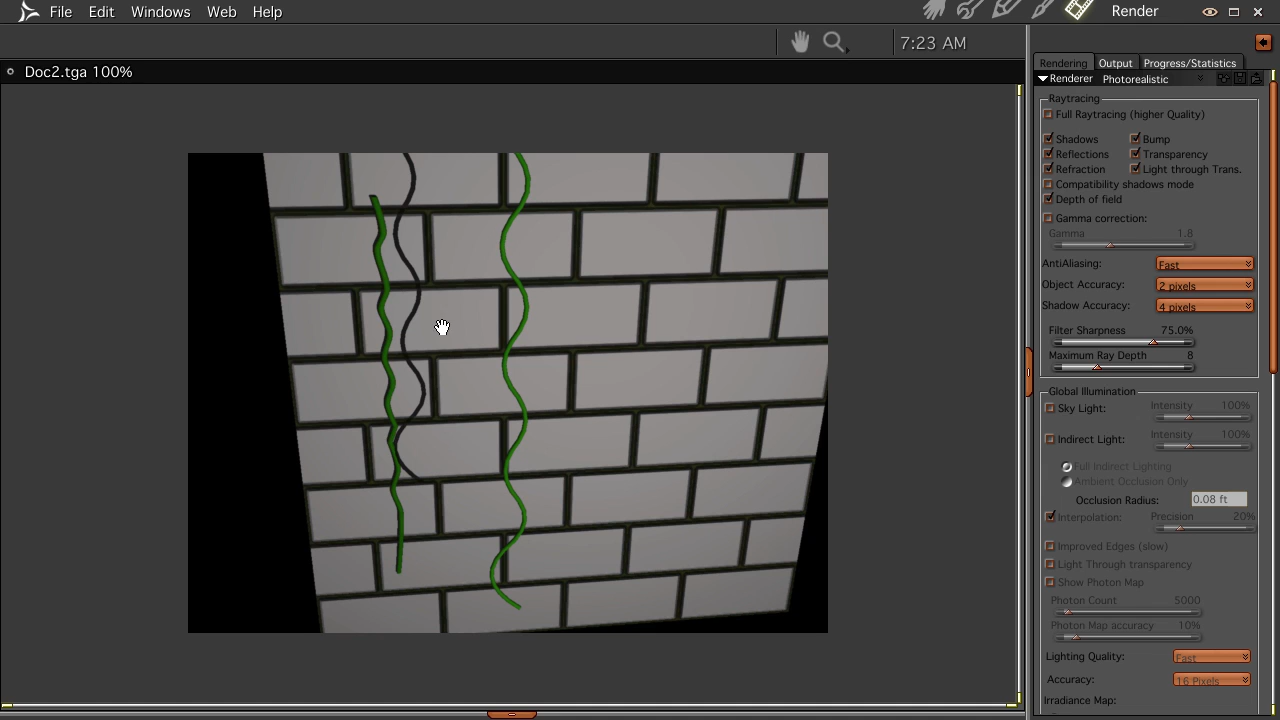 File Edit Windows Web Help Render
7:23 AM
Doc2.tga 100%
Rendering Output Progress/Statistics
Renderer Photorealistic
Raytracing
Full Raytracing (higher Quality)
Shadows Bump
Reflections Transparency
Refraction Light through Trans.
Compatibility shadows mode
Depth of field
Gamma correction:
Gamma 1.8
AntiAliasing: Fast
Object Accuracy: 2 pixels
Shadow Accuracy: 4 pixels
Filter Sharpness 75.0%
Maximum Ray Depth 8
Global Illumination
Sky Light: Intensity 100%
Indirect Light: Intensity 100%
Full Indirect Lighting
Ambient Occlusion Only
Occlusion Radius: 0.08 ft
Interpolation: Precision 20%
Improved Edges (slow)
Light Through transparency
Show Photon Map
Photon Count 5000
Photon Map accuracy 10%
Lighting Quality: Fast
Accuracy: 16 Pixels
Irradiance Map: